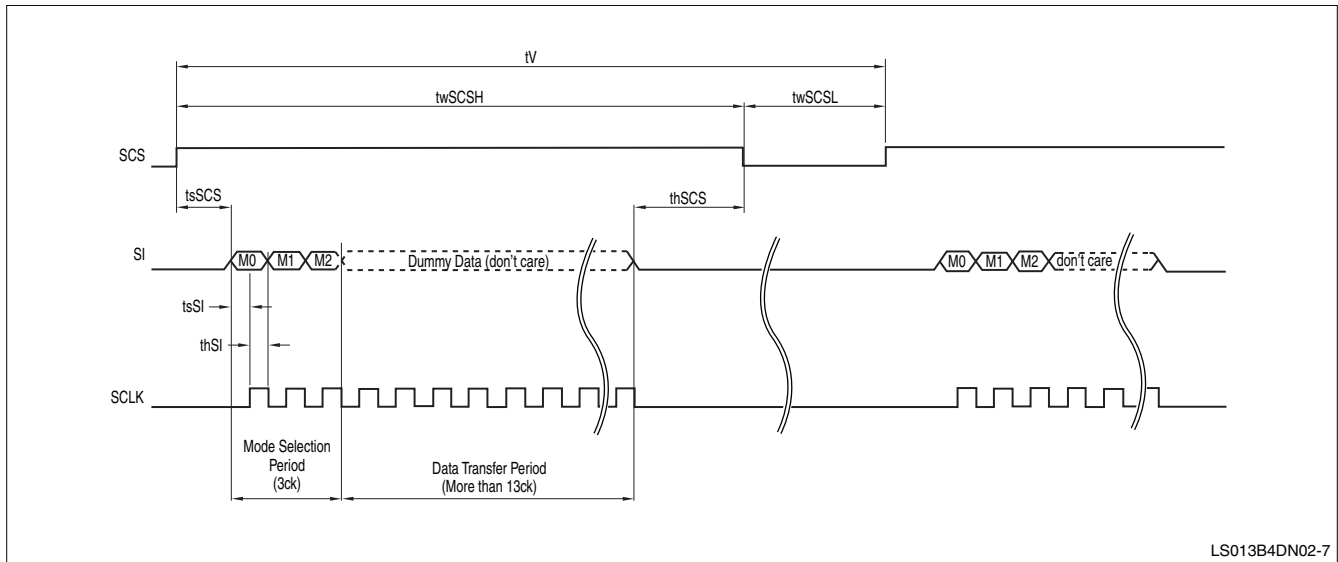 tV
twSCSH twSCSL
SCS
tsSCS thSCS
SI M0 M1 M2 Dummy Data (don't care) M0 M1 M2 don't care
tsSI
thSI
SCLK
Mode Selection
Period
(3ck)
Data Transfer Period
(More than 13ck)
LS013B4DN02-7